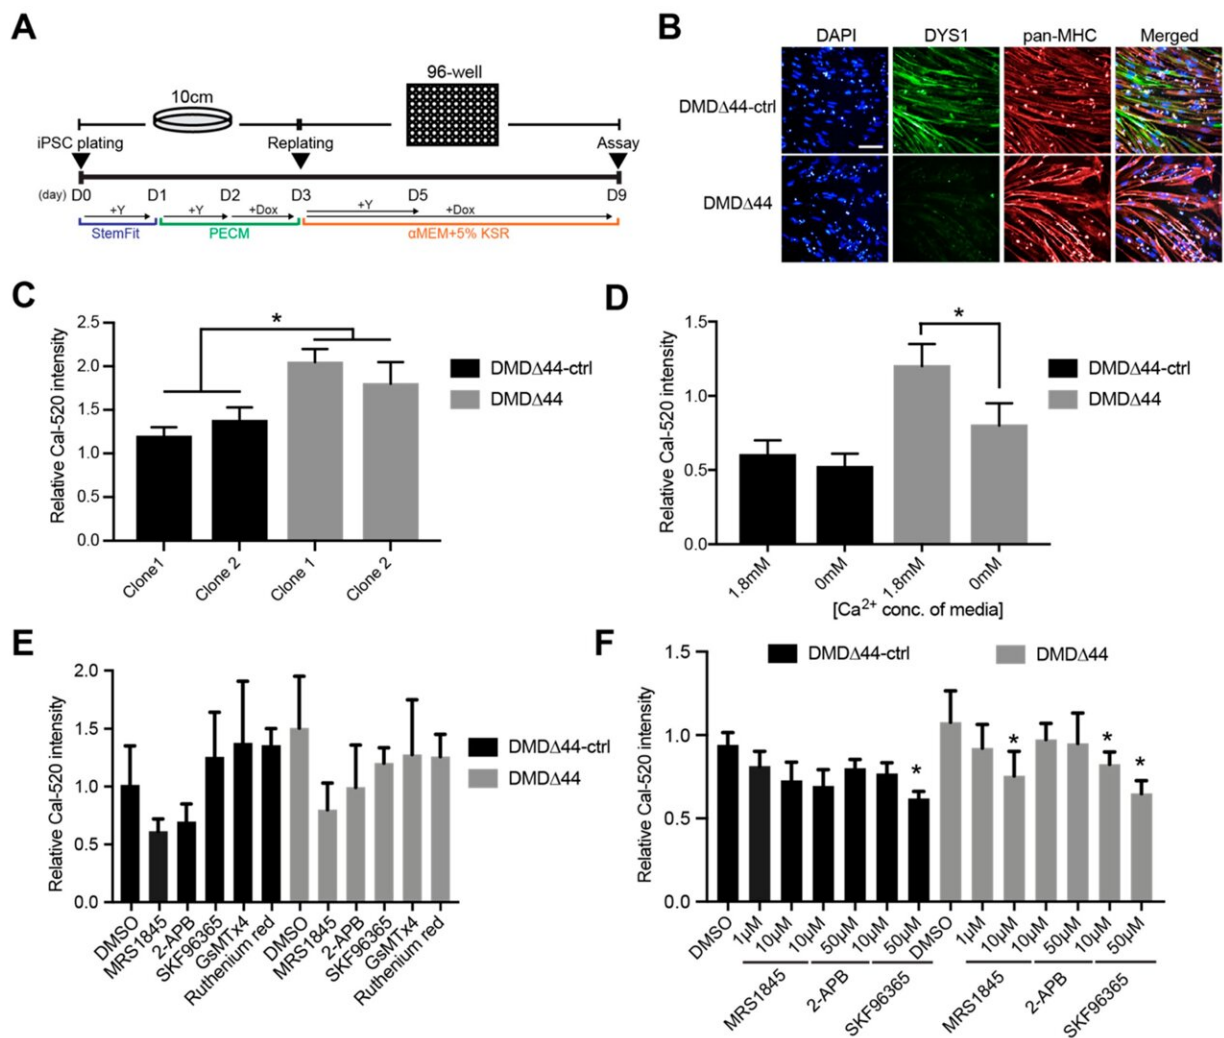 A
10cm
96-well
iPSC plating
Replating
Assay
(day) D0 D1 D2 D3 D5 D9
+Y +Y +Dox +Y +Dox
StemFit PECM αMEM+5% KSR
B
DAPI DYS1 pan-MHC Merged
DMDΔ44-ctrl
DMDΔ44
C
Relative Cal-520 intensity
2.5
2.0
1.5
1.0
0.5
0.0
*
Clone1 Clone 2 Clone 1 Clone 2
DMDΔ44-ctrl
DMDΔ44
D
Relative Cal-520 intensity
1.5
1.0
0.5
0.0
*
1.8mM 0mM 1.8mM 0mM
[Ca2+ conc. of media]
DMDΔ44-ctrl
DMDΔ44
E
Relative Cal-520 intensity
2.0
1.5
1.0
0.5
0.0
DMSO MRS1845 2-APB SKF96365 GsMTx4 Ruthenium red DMSO MRS1845 2-APB SKF96365 GsMTx4 Ruthenium red
DMDΔ44-ctrl
DMDΔ44
F
DMDΔ44-ctrl DMDΔ44
Relative Cal-520 intensity
1.5
1.0
0.5
0.0
* * * *
DMSO 1μM 10μM 10μM 50μM 10μM 50μM DMSO 1μM 10μM 10μM 50μM 10μM 50μM
MRS1845 2-APB SKF96365 MRS1845 2-APB SKF96365